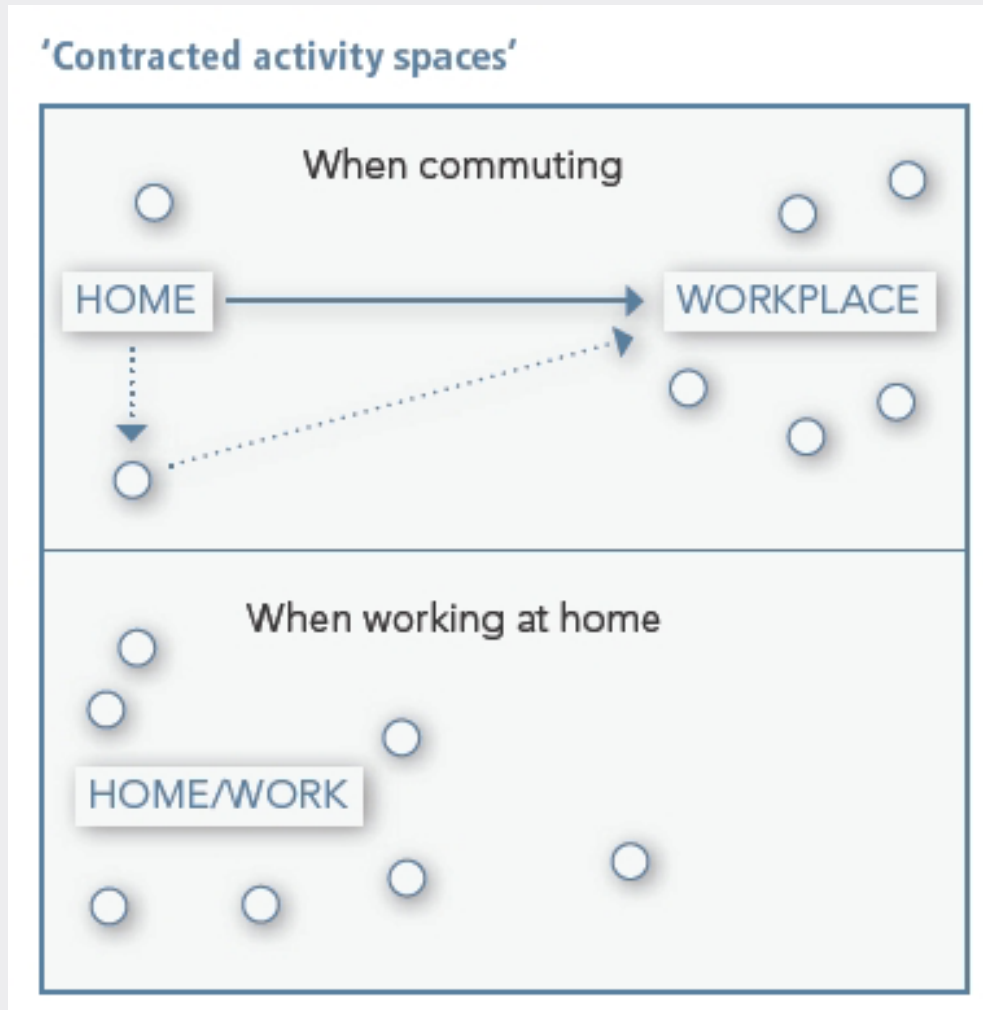 ‘Contracted activity spaces’
When commuting
HOME
WORKPLACE
When working at home
HOME/WORK